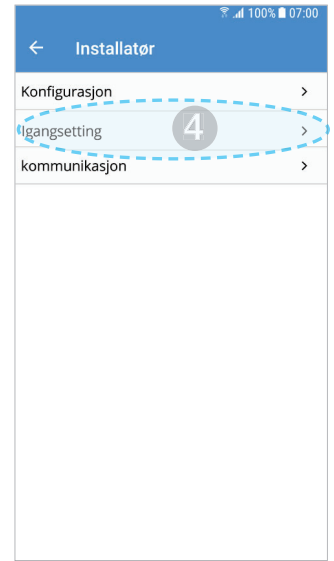 100% 07:00
Installatør
Konfigurasjon
Igangsetting 4
kommunikasjon